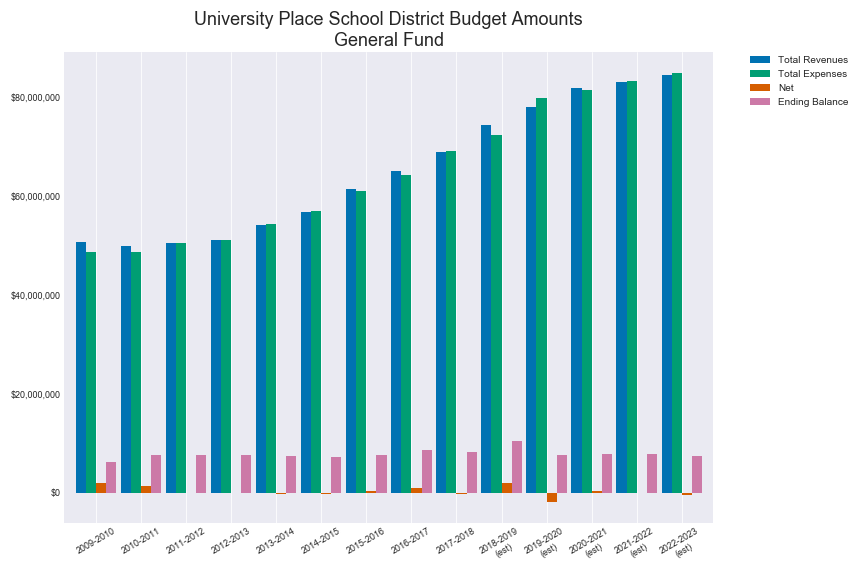 University Place School District Budget Amounts
General Fund
Total Revenues
Total Expenses
Net
Ending Balance
$80,000,000
$60,000,000
$40,000,000
$20,000,000
$0
2009-2010
2010-2011
2011-2012
2012-2013
2013-2014
2014-2015
2015-2016
2016-2017
2017-2018
2018-2019
(est)
2019-2020
(est)
2020-2021
(est)
2021-2022
(est)
2022-2023
(est)